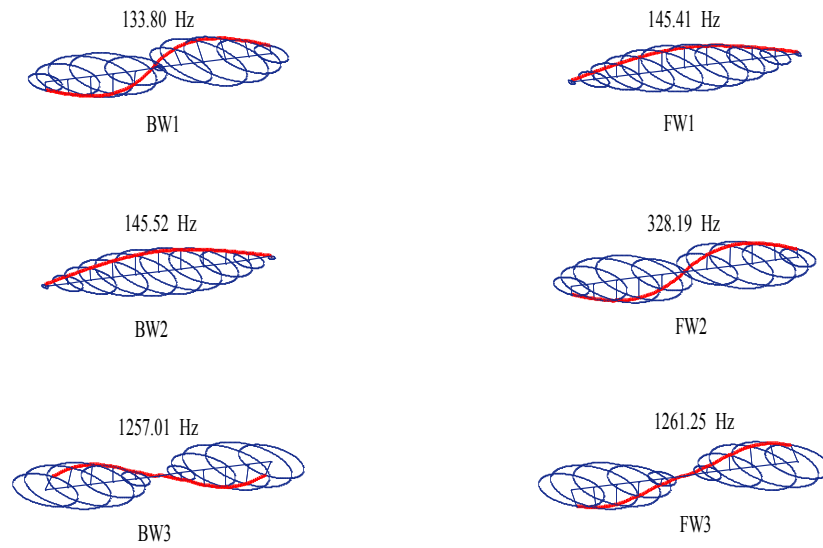 133.80 Hz
145.41 Hz
BW1
FW1
145.52 Hz
328.19 Hz
BW2
FW2
1257.01 Hz
1261.25 Hz
BW3
FW3